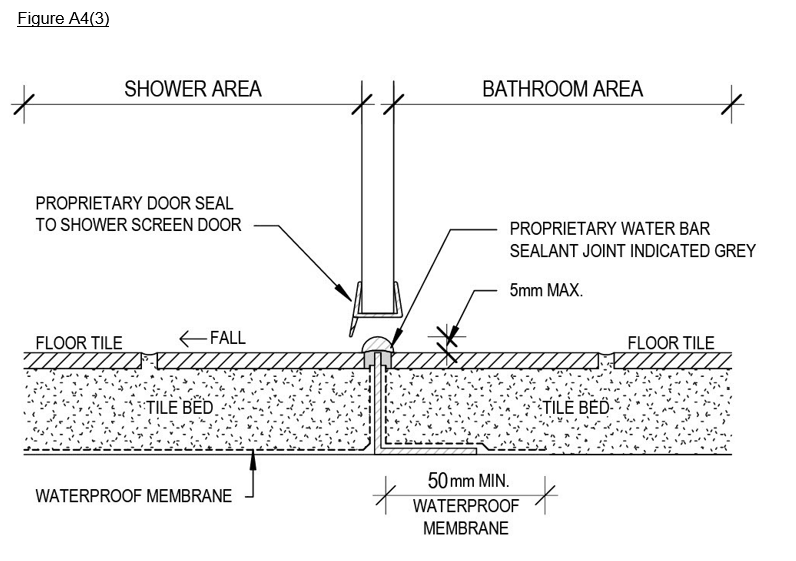 Figure A4(3)
SHOWER AREA
BATHROOM AREA
PROPRIETARY DOOR SEAL
TO SHOWER SCREEN DOOR
PROPRIETARY WATER BAR
SEALANT JOINT INDICATED GREY
5mm MAX.
FLOOR TILE
FALL
FLOOR TILE
TILE BED
TILE BED
WATERPROOF MEMBRANE
50mm MIN.
WATERPROOF
MEMBRANE